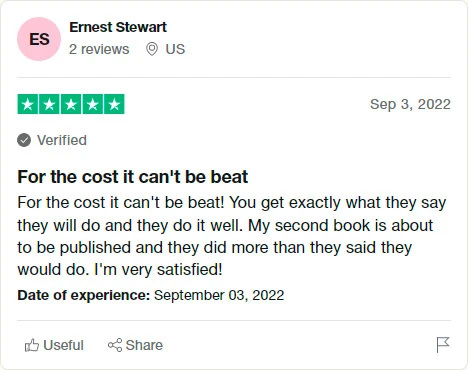 ES
Ernest Stewart
2 reviews US
Sep 3, 2022
Verified
For the cost it can't be beat
For the cost it can't be beat! You get exactly what they say
they will do and they do it well. My second book is about
to be published and they did more than they said they
would do. I'm very satisfied!
Date of experience: September 03, 2022
Useful Share